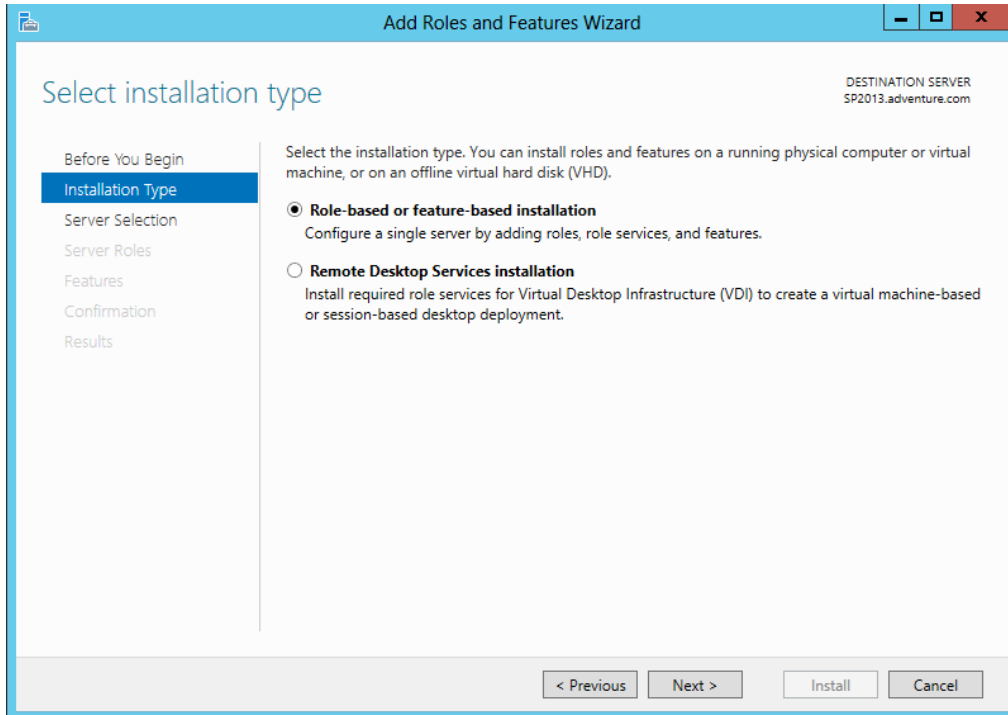 Add Roles and Features Wizard
Select installation type
DESTINATION SERVER
SP2013.adventure.com
Before You Begin
Installation Type
Server Selection
Server Roles
Features
Confirmation
Results
Select the installation type. You can install roles and features on a running physical computer or virtual
machine, or on an offline virtual hard disk (VHD).
Role-based or feature-based installation
Configure a single server by adding roles, role services, and features.
Remote Desktop Services installation
Install required role services for Virtual Desktop Infrastructure (VDI) to create a virtual machine-based
or session-based desktop deployment.
< Previous
Next >
Install
Cancel